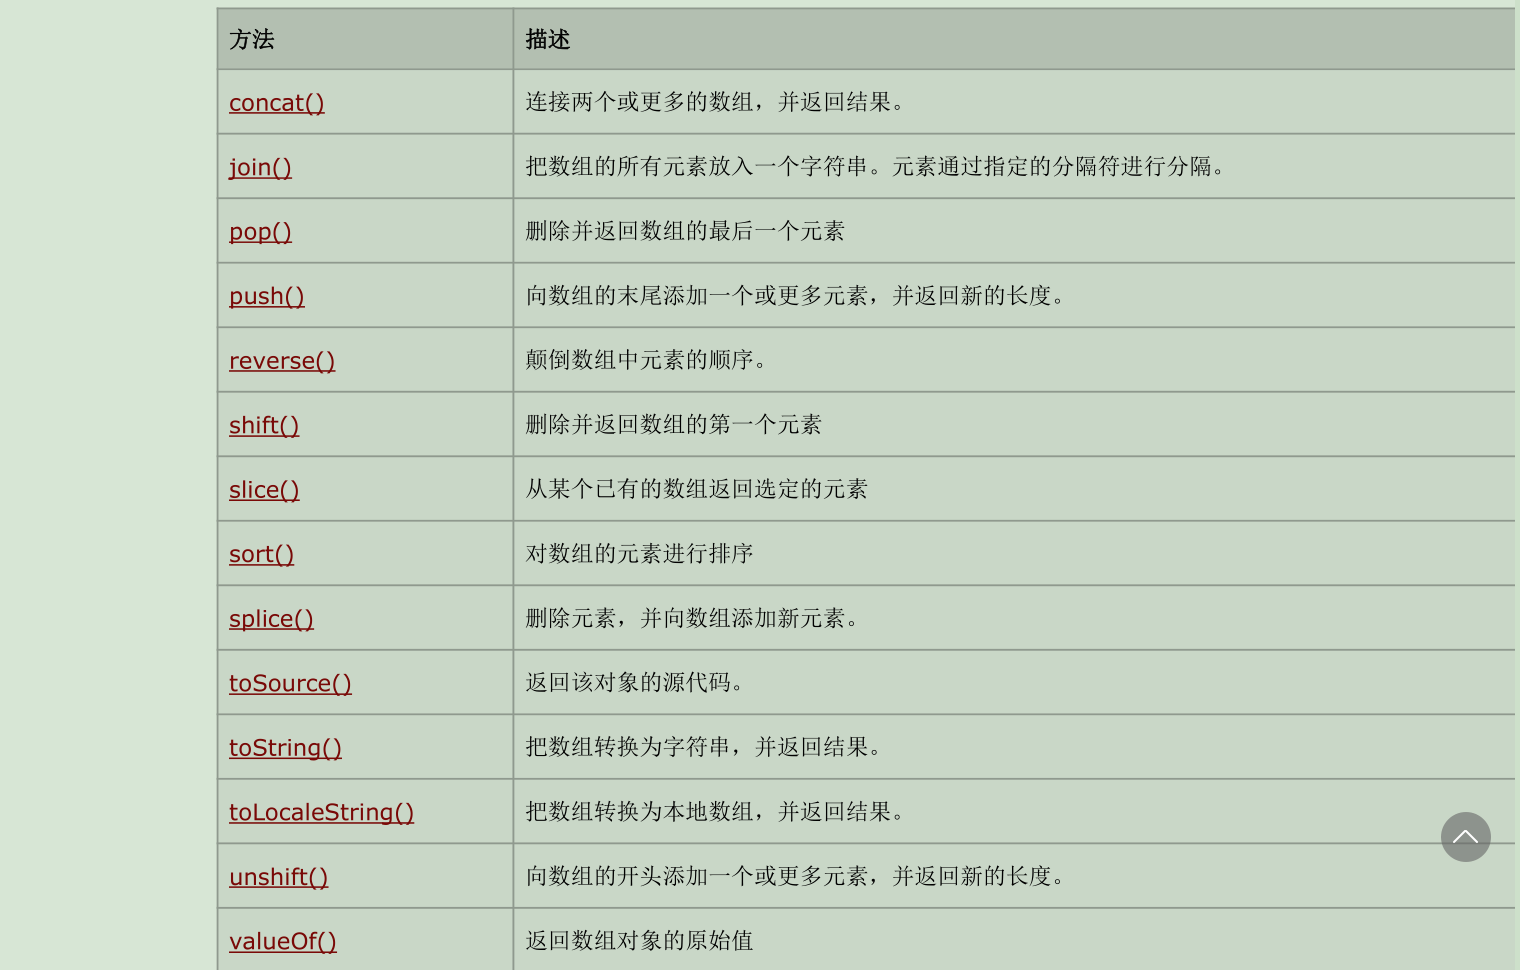 方法 描述
concat() 连接两个或更多的数组，并返回结果。
join() 把数组的所有元素放入一个字符串。元素通过指定的分隔符进行分隔。
pop() 删除并返回数组的最后一个元素
push() 向数组的末尾添加一个或更多元素，并返回新的长度。
reverse() 颠倒数组中元素的顺序。
shift() 删除并返回数组的第一个元素
slice() 从某个已有的数组返回选定的元素
sort() 对数组的元素进行排序
splice() 删除元素，并向数组添加新元素。
toSource() 返回该对象的源代码。
toString() 把数组转换为字符串，并返回结果。
toLocaleString() 把数组转换为本地数组，并返回结果。
unshift() 向数组的开头添加一个或更多元素，并返回新的长度。
valueOf() 返回数组对象的原始值